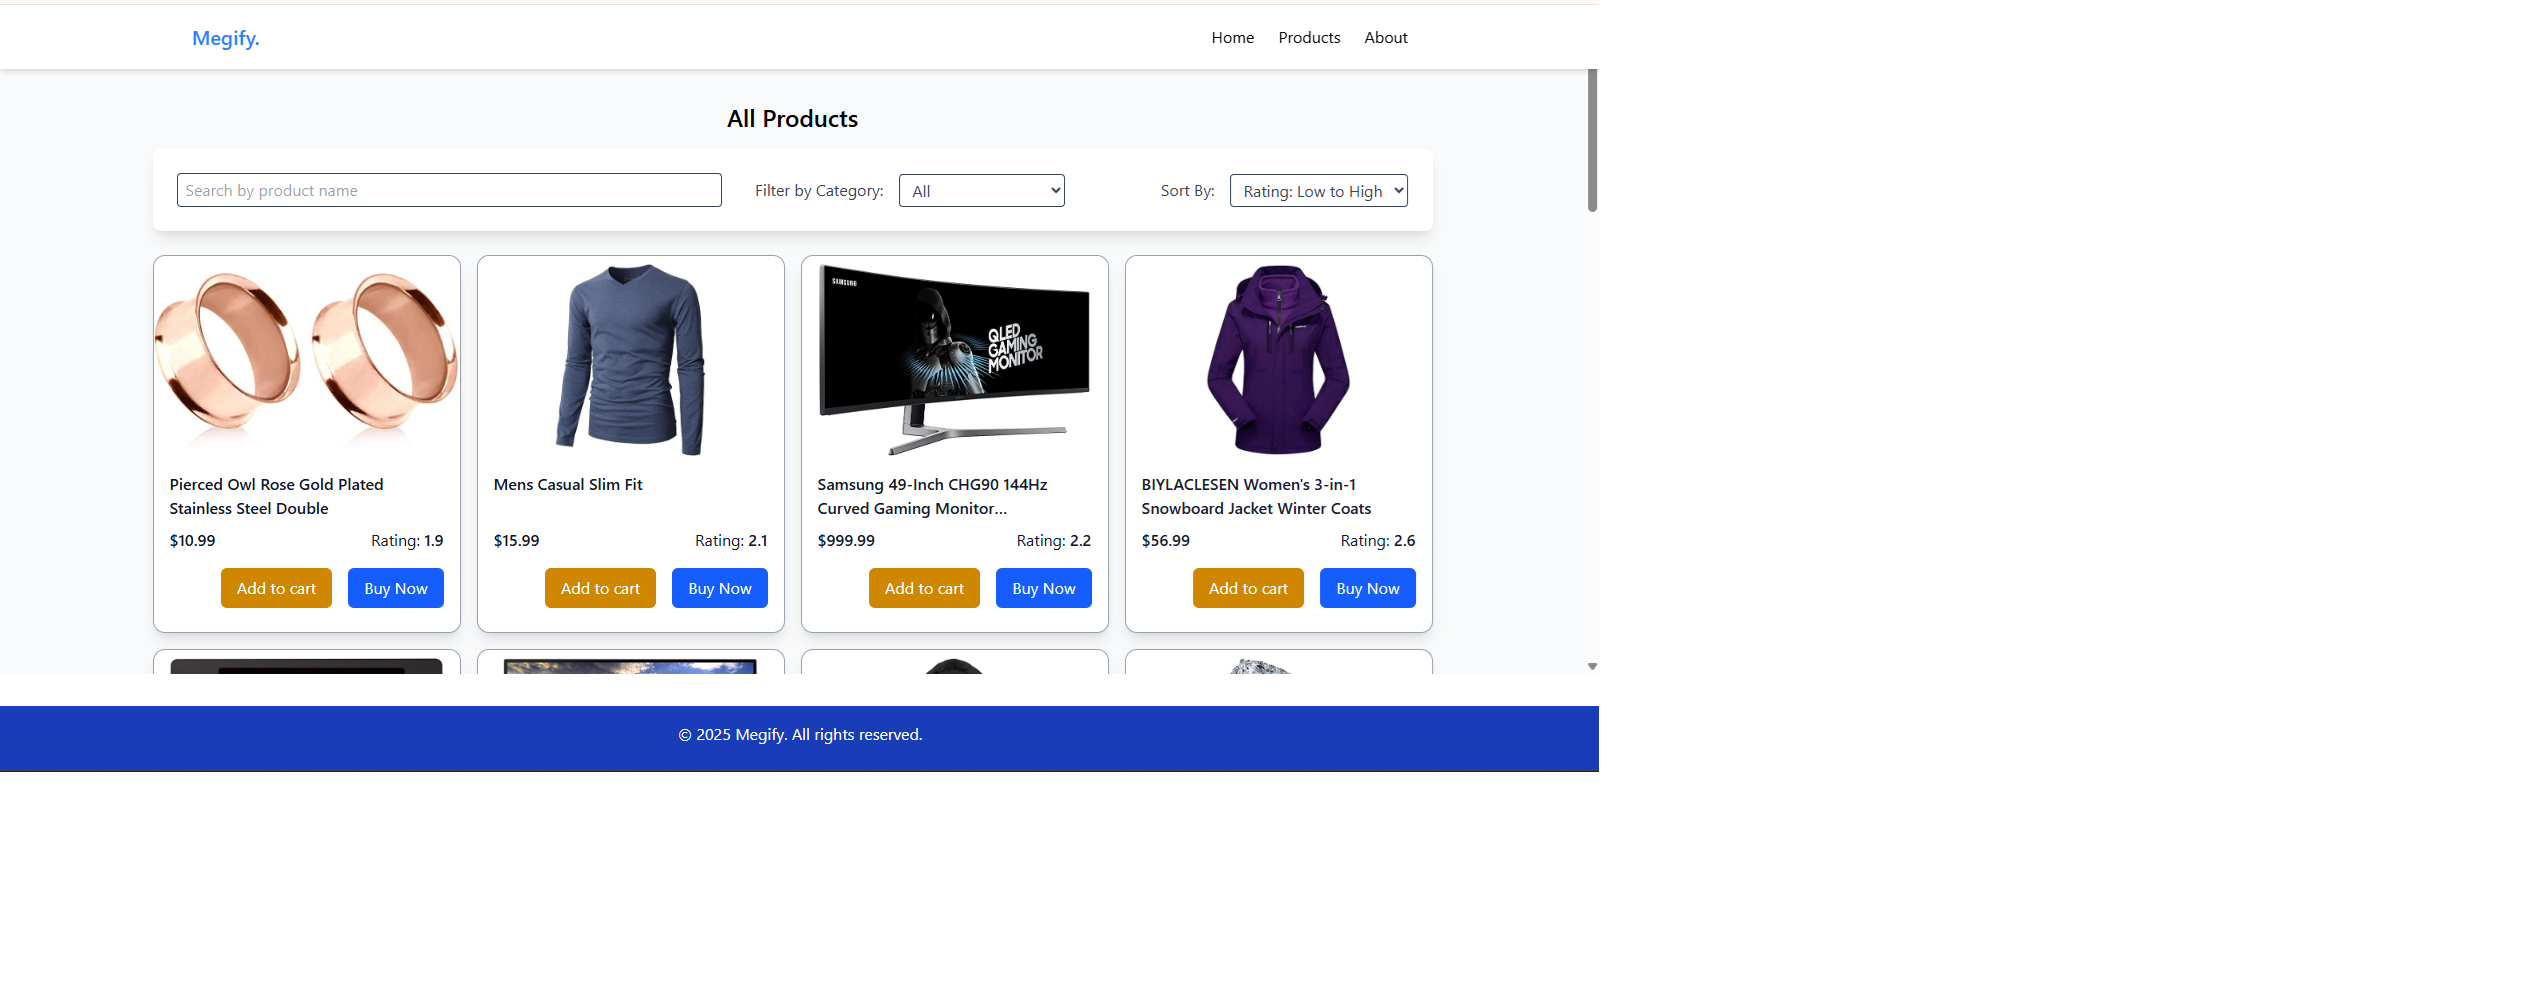 Megify.
Home Products About
All Products
Search by product name
Filter by Category: All
Sort By: Rating: Low to High
SAMSUNG
QLED
GAMING
MONITOR
Pierced Owl Rose Gold Plated
Stainless Steel Double
$10.99 Rating: 1.9
Add to cart Buy Now
Mens Casual Slim Fit
$15.99 Rating: 2.1
Add to cart Buy Now
Samsung 49-Inch CHG90 144Hz
Curved Gaming Monitor...
$999.99 Rating: 2.2
Add to cart Buy Now
BIYLACLESEN Women's 3-in-1
Snowboard Jacket Winter Coats
$56.99 Rating: 2.6
Add to cart Buy Now
© 2025 Megify. All rights reserved.